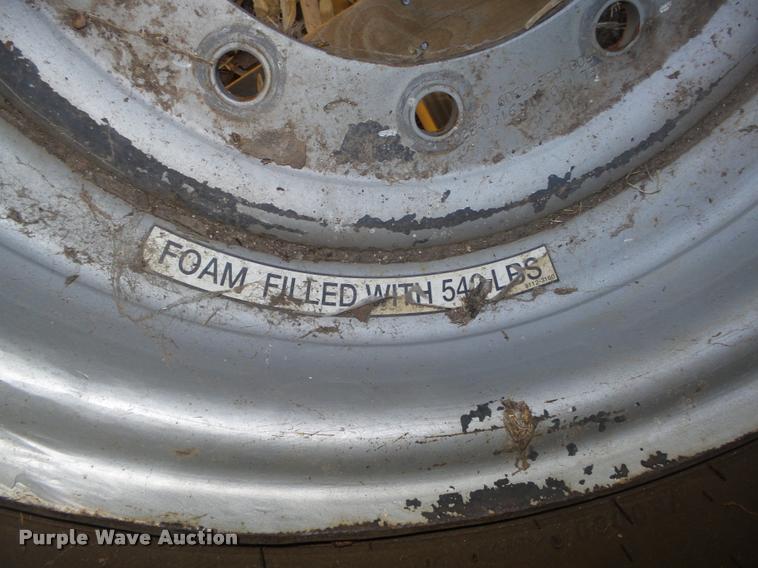 FOAM FILLED WITH 540 LBS
Purple Wave Auction